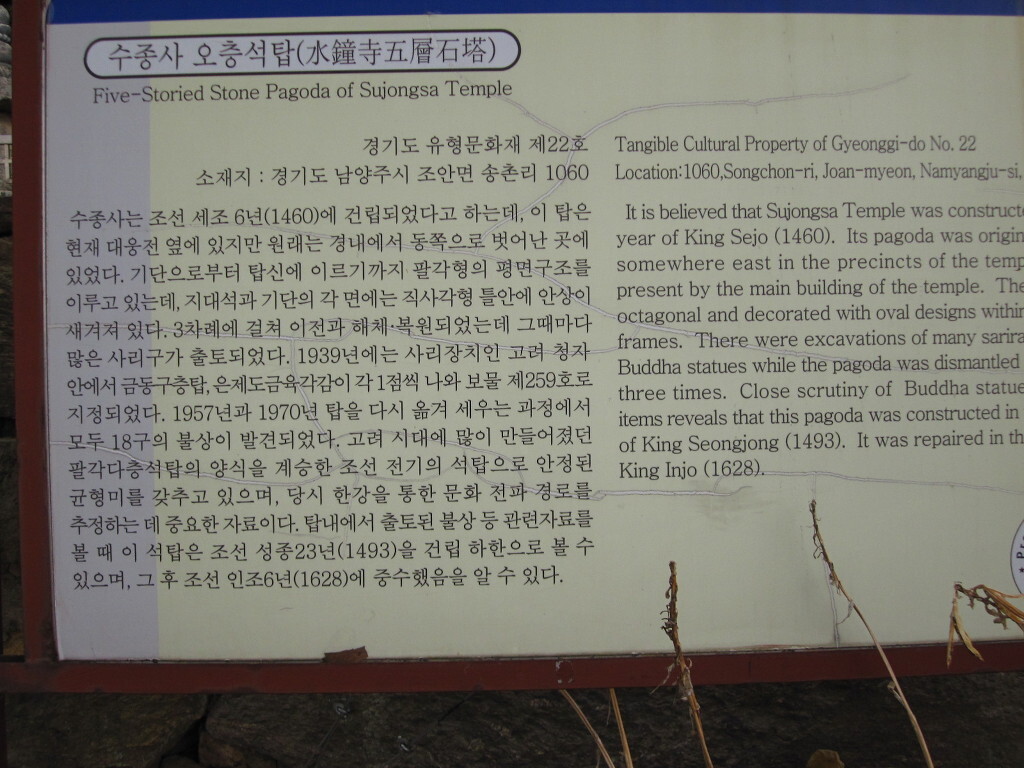 수종사 오층석탑(水鐘寺五層石塔)
Five-Storied Stone Pagoda of Sujongsa Temple
경기도 유형문화재 제22호
소재지 : 경기도 남양주시 조안면 송촌리 1060
수종사는 조선 세조 6년(1460)에 건립되었다고 하는데, 이 탑은
현재 대웅전 옆에 있지만 원래는 경내에서 동쪽으로 벗어난 곳에
있었다. 기단으로부터 탑신에 이르기까지 팔각형의 평면구조를
이루고 있는데, 지대석과 기단의 각 면에는 직사각형 틀안에 안상이
새겨져 있다. 3차례에 걸쳐 이전과 해체·복원되었는데 그때마다
많은 사리구가 출토되었다. 1939년에는 사리장치인 고려 청자
안에서 금동구층탑, 은제도금육각감이 각 1점씩 나와 보물 제259호로
지정되었다. 1957년과 1970년 탑을 다시 옮겨 세우는 과정에서
모두 18구의 불상이 발견되었다. 고려 시대에 많이 만들어졌던
팔각다층석탑의 양식을 계승한 조선 전기의 석탑으로 안정된
균형미를 갖추고 있으며, 당시 한강을 통한 문화 전파 경로를
추정하는 데 중요한 자료이다. 탑내에서 출토된 불상 등 관련자료를
볼 때 이 석탑은 조선 성종23년(1493)을 건립 하한으로 볼 수
있으며, 그 후 조선 인조6년(1628)에 중수했음을 알 수 있다.
Tangible Cultural Property of Gyeonggi-do No. 22
Location:1060,Songchon-ri, Joan-myeon, Namyangju-si,
It is believed that Sujongsa Temple was constructe
year of King Sejo (1460). Its pagoda was origin
somewhere east in the precincts of the temp
present by the main building of the temple. The
octagonal and decorated with oval designs within
frames. There were excavations of many sarira
Buddha statues while the pagoda was dismantled
three times. Close scrutiny of Buddha statue
items reveals that this pagoda was constructed in
of King Seongjong (1493). It was repaired in th
King Injo (1628).